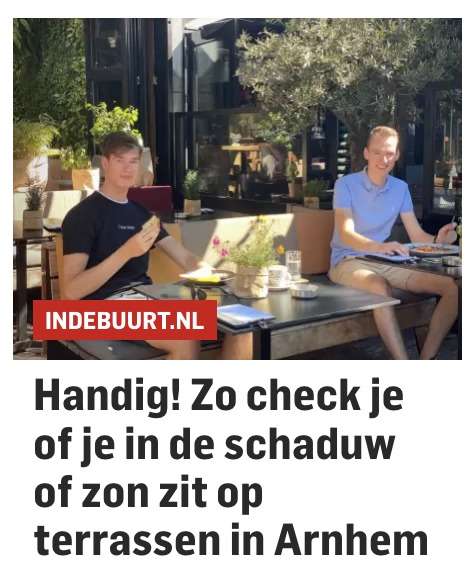 INDEBUURT.NL
Handig! Zo check je
of je in de schaduw
of zon zit op
terrassen in Arnhem